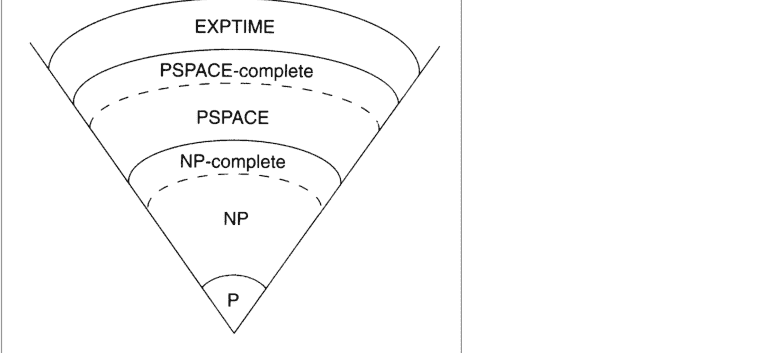 EXPTIME
PSPACE-complete
PSPACE
NP-complete
NP
P